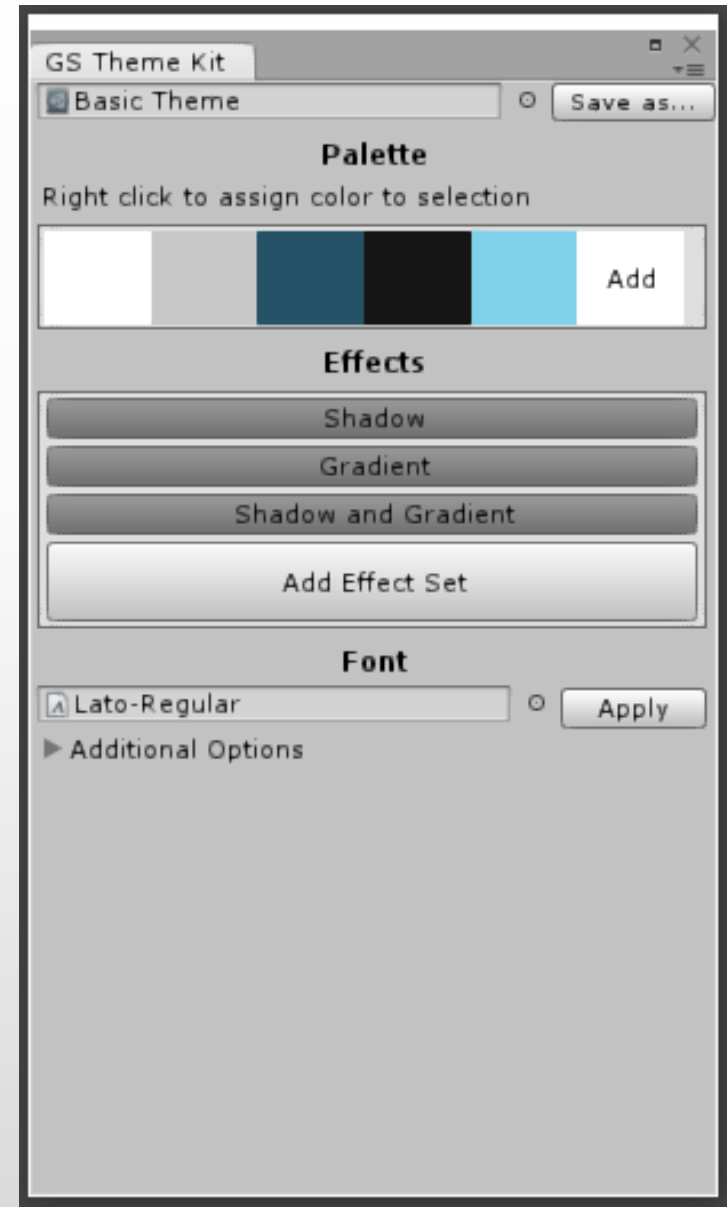 GS Theme Kit
Basic Theme
Save as...
Palette
Right click to assign color to selection
Add
Effects
Shadow
Gradient
Shadow and Gradient
Add Effect Set
Font
Lato-Regular
Apply
Additional Options